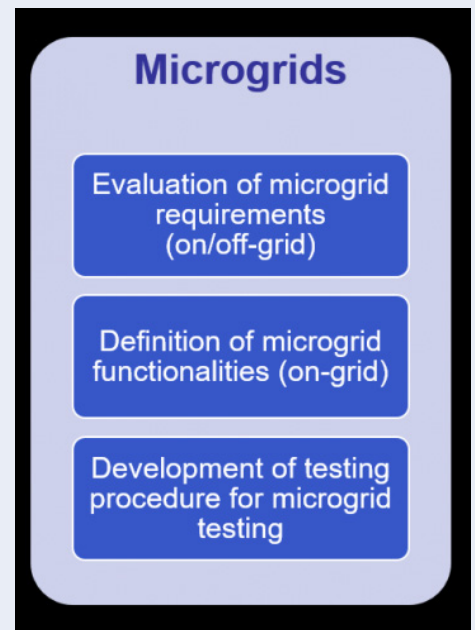 Microgrids
Evaluation of microgrid
requirements
(on/off-grid)
Definition of microgrid
functionalities (on-grid)
Development of testing
procedure for microgrid
testing